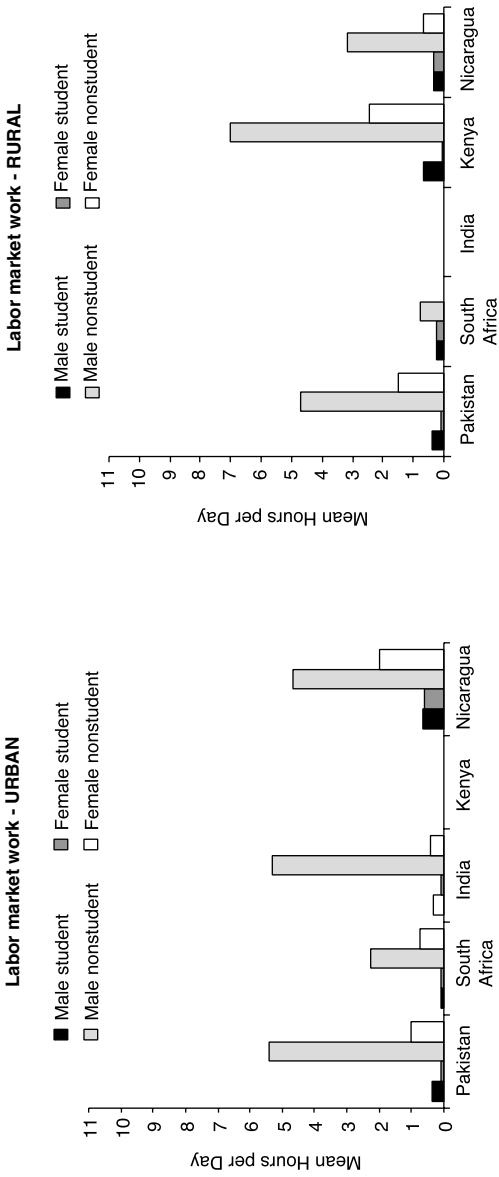 Labor market work - URBAN
Male student
Female student
Male nonstudent
Female nonstudent
Mean Hours per Day
11
10
9
8
7
6
5
4
3
2
1
0
Pakistan
South
Africa
India
Kenya
Nicaragua
Labor market work - RURAL
Male student
Female student
Male nonstudent
Female nonstudent
Mean Hours per Day
11
10
9
8
7
6
5
4
3
2
1
0
Pakistan
South
Africa
India
Kenya
Nicaragua